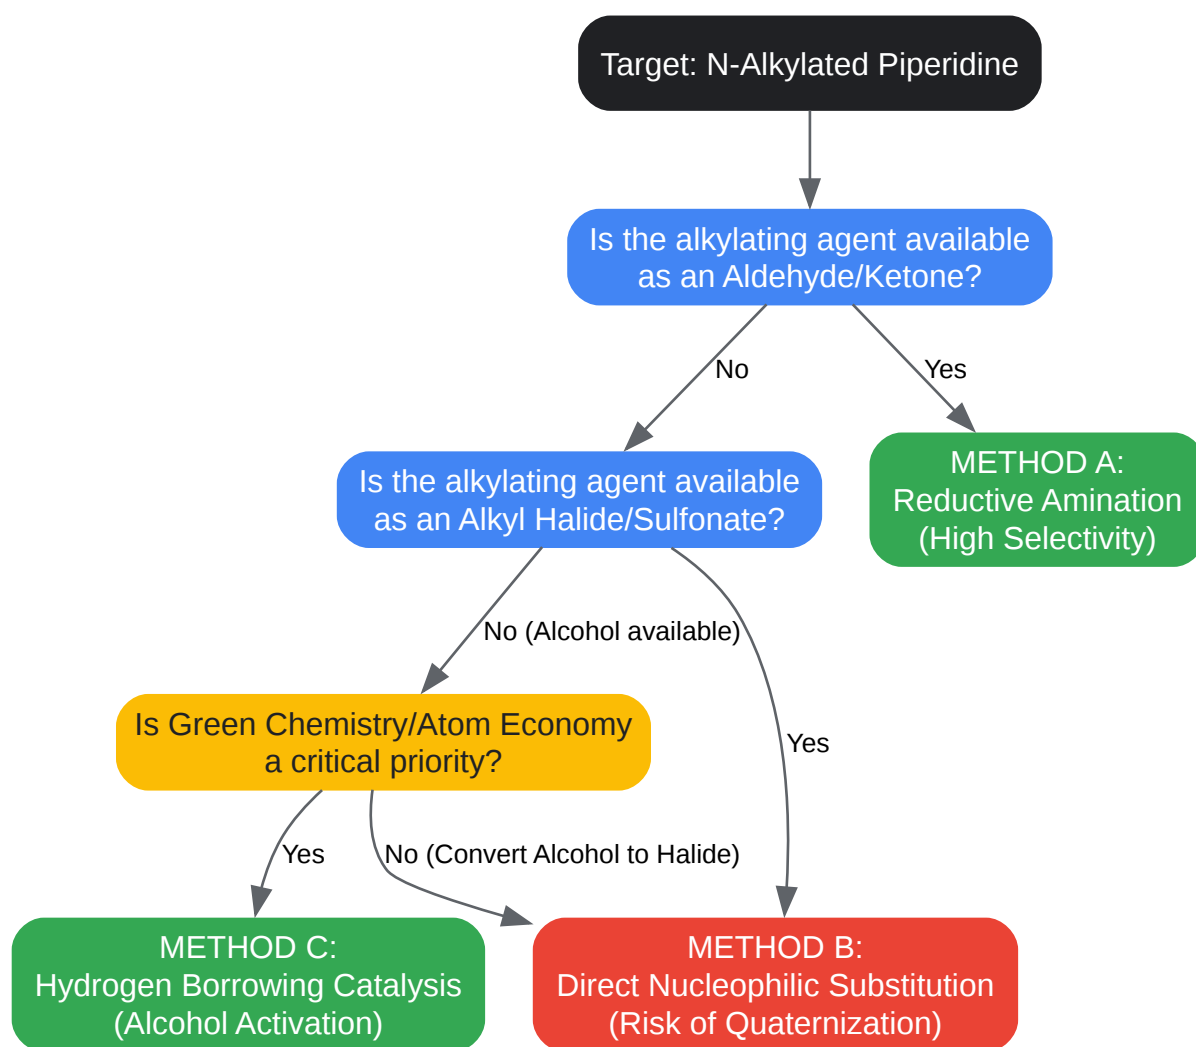 Target: N-Alkylated Piperidine
Is the alkylating agent available
as an Aldehyde/Ketone?
No
Yes
METHOD A:
Reductive Amination
(High Selectivity)
Is the alkylating agent available
as an Alkyl Halide/Sulfonate?
No (Alcohol available)
Yes
Is Green Chemistry/Atom Economy
a critical priority?
Yes
No (Convert Alcohol to Halide)
METHOD C:
Hydrogen Borrowing Catalysis
(Alcohol Activation)
METHOD B:
Direct Nucleophilic Substitution
(Risk of Quaternization)